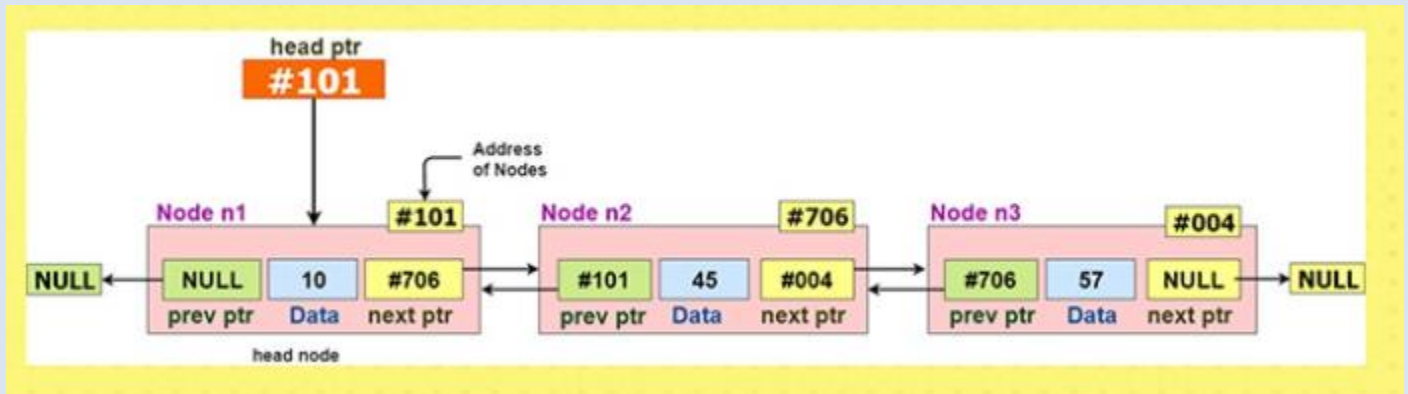 head ptr
#101
Address
of Nodes
Node n1
#101
Node n2
#706
Node n3
#004
NULL
NULL
10
#706
#101
45
#004
#706
57
NULL
NULL
prev ptr
Data
next ptr
prev ptr
Data
next ptr
prev ptr
Data
next ptr
head node